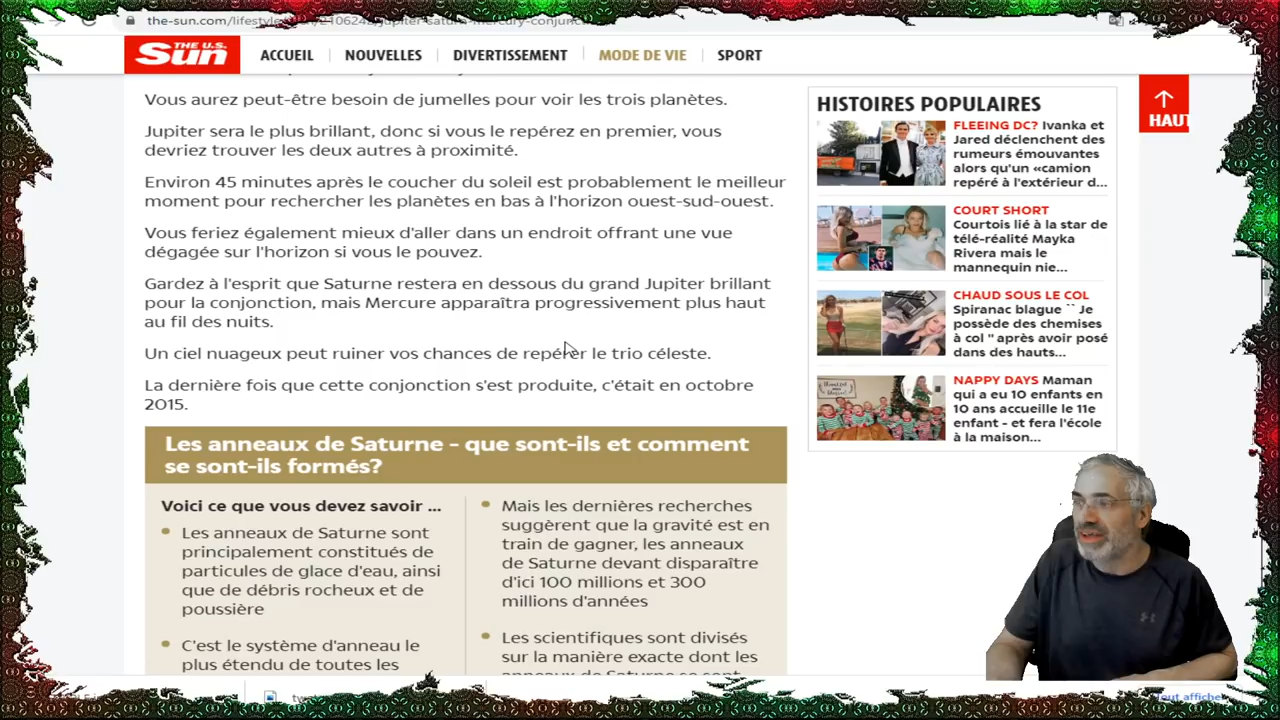 the-sun.com/lifestyle
jupiter-saturn-mercury-conjunct
THE U.S.
Sun
ACCUEIL
NOUVELLES
DIVERTISSEMENT
MODE DE VIE
SPORT
Vous aurez peut-être besoin de jumelles pour voir les trois planètes.
Jupiter sera le plus brillant, donc si vous le repérez en premier, vous
devriez trouver les deux autres à proximité.
Environ 45 minutes après le coucher du soleil est probablement le meilleur
moment pour rechercher les planètes en bas à l'horizon ouest-sud-ouest.
Vous feriez également mieux d'aller dans un endroit offrant une vue
dégagée sur l'horizon si vous le pouvez.
Gardez à l'esprit que Saturne restera en dessous du grand Jupiter brillant
pour la conjonction, mais Mercure apparaîtra progressivement plus haut
au fil des nuits.
Un ciel nuageux peut ruiner vos chances de repérer le trio céleste.
La dernière fois que cette conjonction s'est produite, c'était en octobre
2015.
Les anneaux de Saturne - que sont-ils et comment
se sont-ils formés?
Voici ce que vous devez savoir ...
Les anneaux de Saturne sont
principalement constitués de
particules de glace d'eau, ainsi
que de débris rocheux et de
poussière
C'est le système d'anneau le
plus étendu de toutes les
Mais les dernières recherches
suggèrent que la gravité est en
train de gagner, les anneaux
de Saturne devant disparaître
d'ici 100 millions et 300
millions d'années
Les scientifiques sont divisés
sur la manière exacte dont les
anneaux de Saturne se sont
HISTOIRES POPULAIRES
FLEEING DC? Ivanka et
Jared déclenchent des
rumeurs émouvantes
alors qu'un «camion
repéré à l'extérieur d...
COURT SHORT
Courtois lié à la star de
télé-réalité Mayka
Rivera mais le
mannequin nie...
CHAUD SOUS LE COL
Spiranac blague `` Je
possède des chemises
à col '' après avoir posé
dans des hauts...
NAPPY DAYS Maman
qui a eu 10 enfants en
10 ans accueille le 11e
enfant - et fera l'école
à la maison...
HAUT
tout affiche